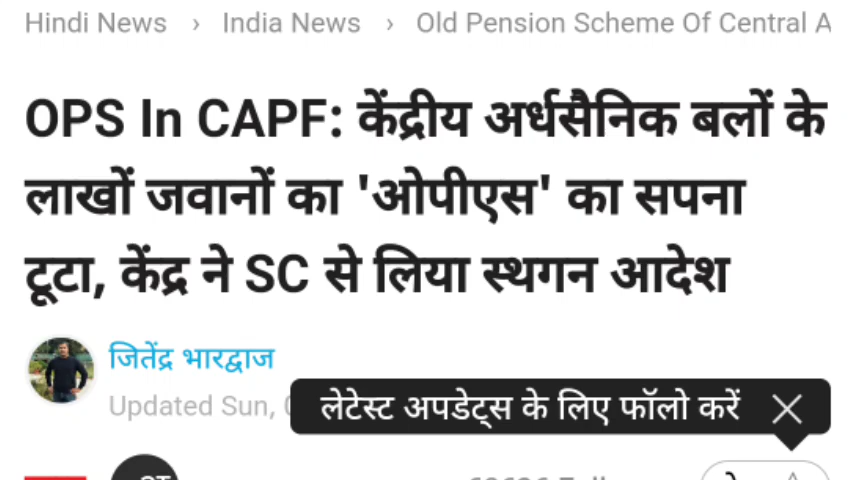 Hindi News › India News › Old Pension Scheme Of Central A
OPS In CAPF: केंद्रीय अर्धसैनिक बलों के
लाखों जवानों का 'ओपीएस' का सपना
टूटा, केंद्र ने SC से लिया स्थगन आदेश
जितेंद्र भारद्वाज
Updated Sun,
लेटेस्ट अपडेट्स के लिए फॉलो करें